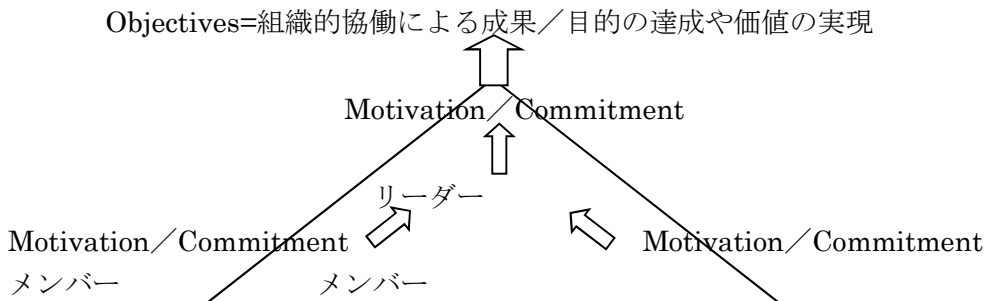 Objectives=組織的協働による成果／目的の達成や価値の実現
Motivation／Commitment
リーダー
Motivation／Commitment Motivation／Commitment
メンバー メンバー